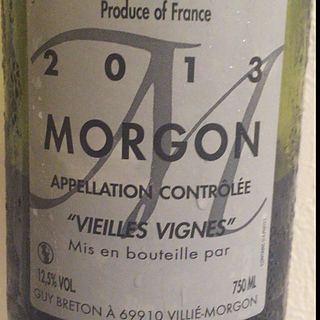 Produce of France
2 0 1 3
M
MORGON
APPELLATION CONTRÔLÉE
"VIEILLES VIGNES"
Mis en bouteille par
12,5% VOL. 750 ML
GUY BRETON À 69910 VILLIÉ-MORGON